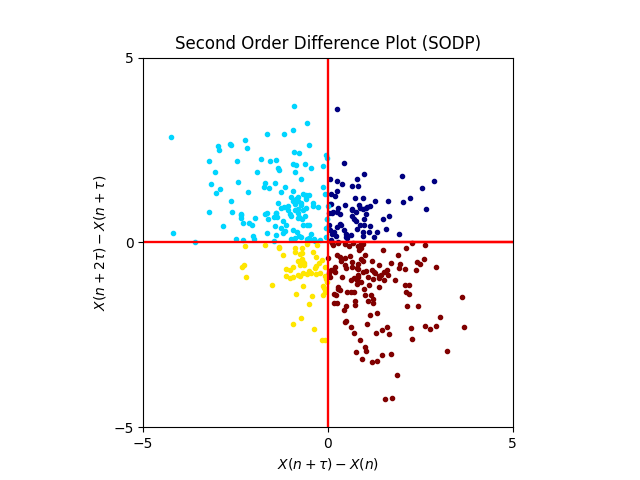 Second Order Difference Plot (SODP)
5
0
−5
−5
0
5
X(n + 2τ) − X(n + τ)
X(n + τ) − X(n)